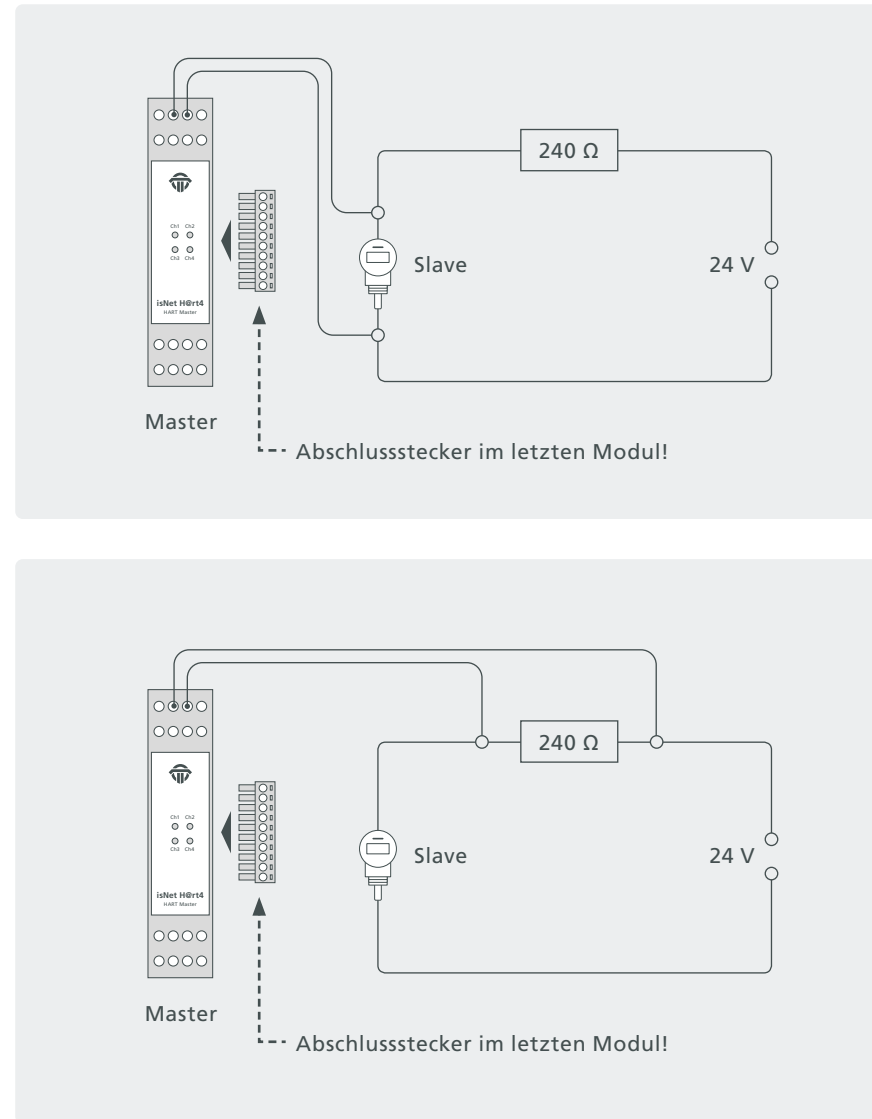 240 Ω
Ch1 Ch2
Slave
24 V
Ch3 Ch4
isNet H@rt4
HART Master
Master
Abschlussstecker im letzten Modul!
240 Ω
Ch1 Ch2
Ch3 Ch4
Slave
24 V
isNet H@rt4
HART Master
Master
Abschlussstecker im letzten Modul!